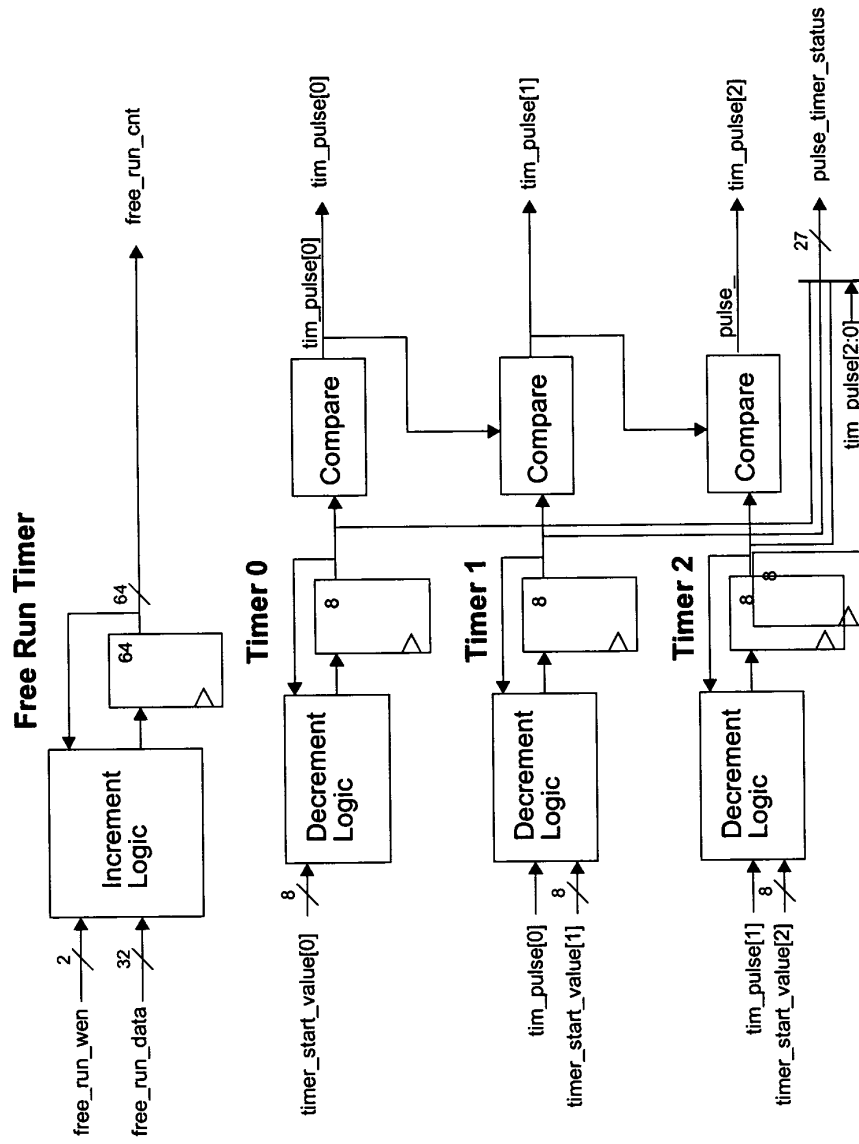 Free Run Timer
free_run_wen
2
free_run_data
32
Increment
Logic
64
64
free_run_cnt
Timer 0
timer_start_value[0]
8
Decrement
Logic
8
Compare
tim_pulse[0]
tim_pulse[0]
Timer 1
tim_pulse[0]
timer_start_value[1]
8
Decrement
Logic
8
Compare
tim_pulse[1]
Timer 2
tim_pulse[1]
timer_start_value[2]
8
Decrement
Logic
8
8
Compare
pulse_
tim_pulse[2]
tim_pulse[2:0]
27
pulse_timer_status